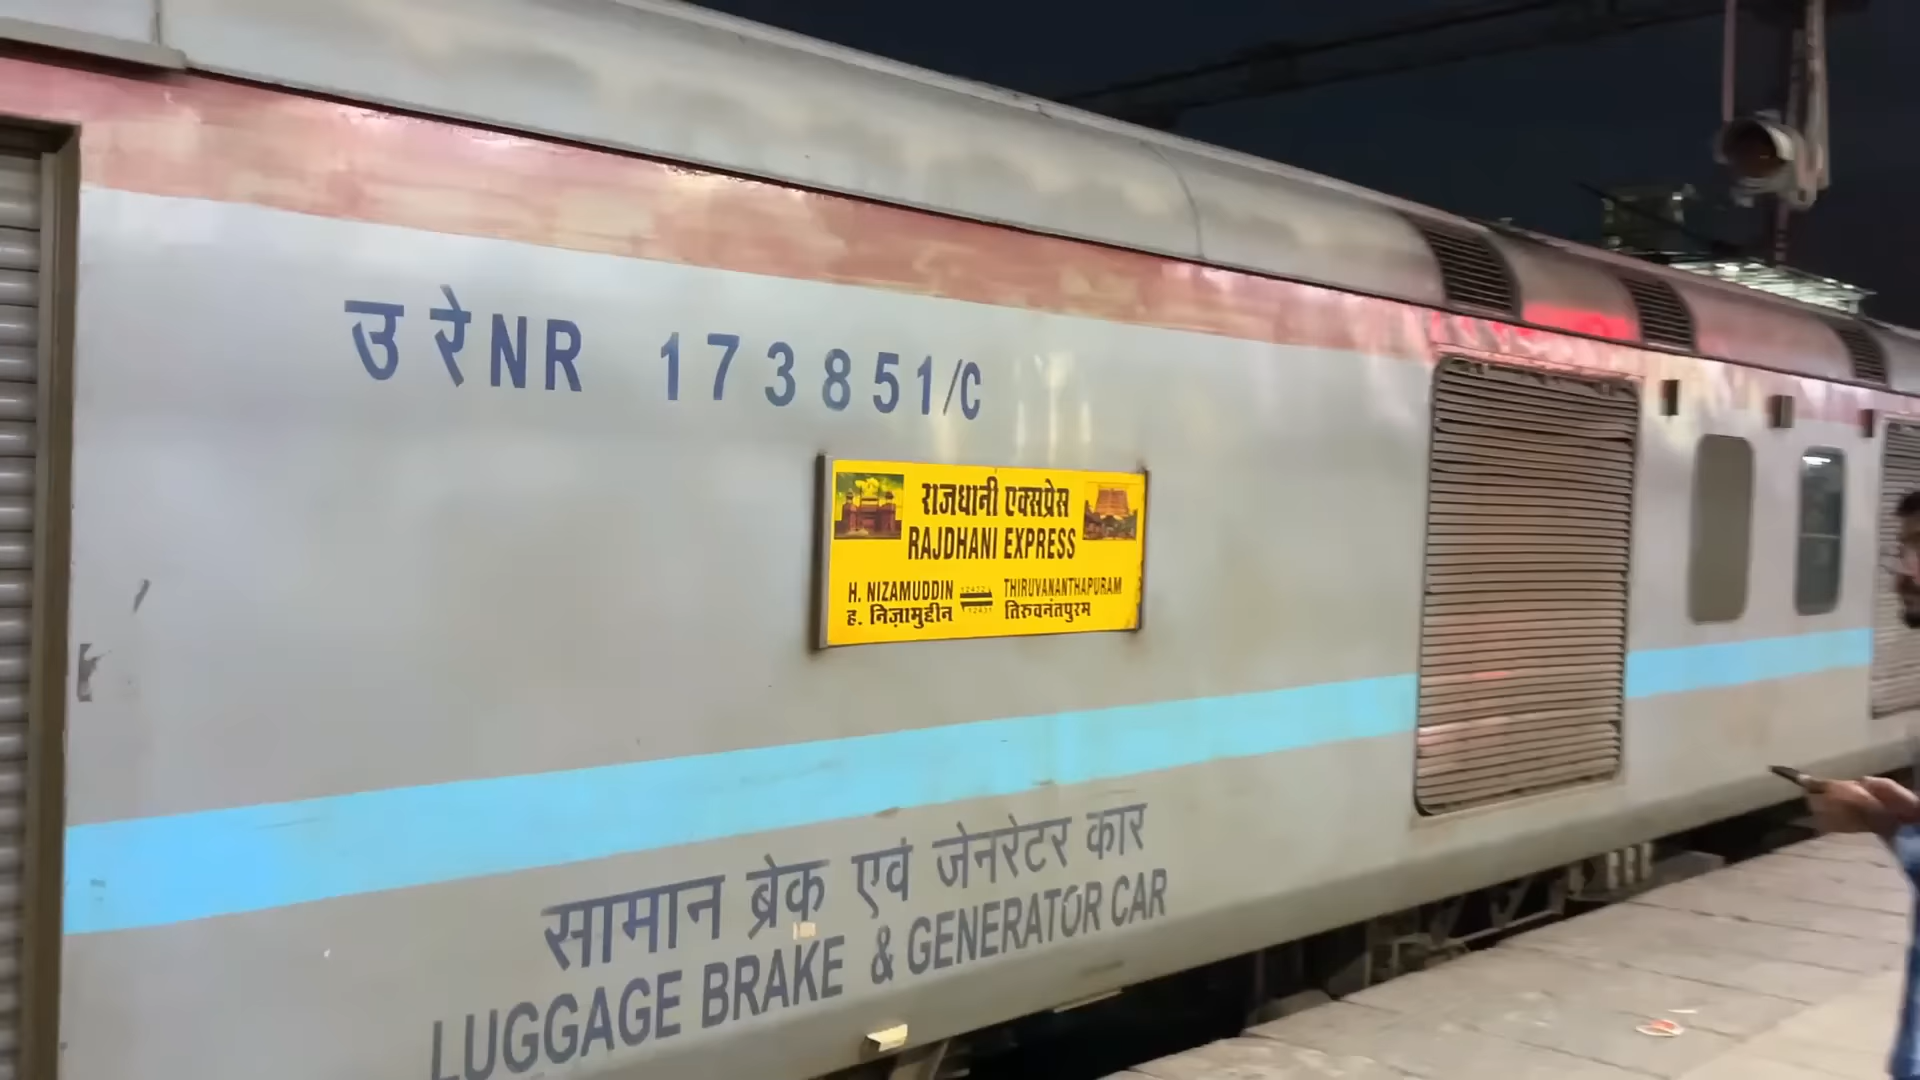 उ रे NR 173851/C
राजधानी एक्सप्रेस
RAJDHANI EXPRESS
H. NIZAMUDDIN THIRUVANANTHAPURAM
ह. निज़ामुद्दीन तिरुवनंतपुरम
सामान ब्रेक एवं जेनरेटर कार
LUGGAGE BRAKE & GENERATOR CAR